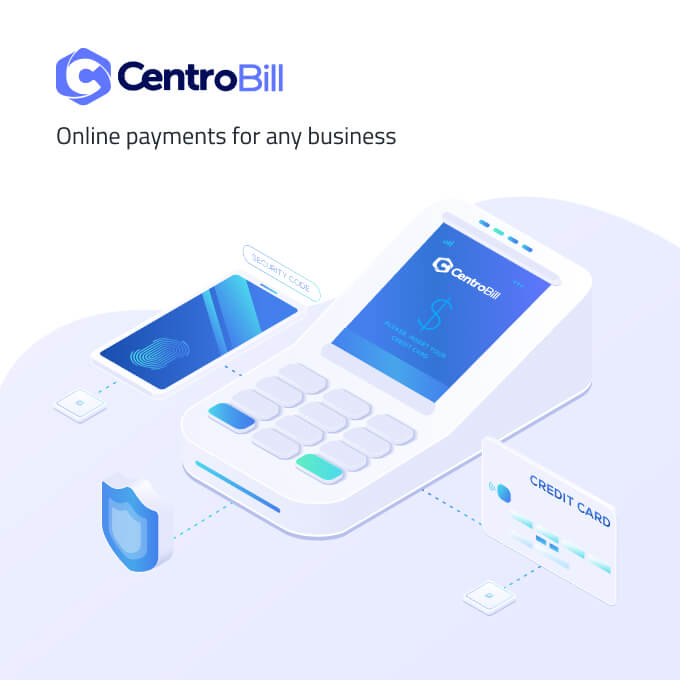 CentroBill
Online payments for any business
SECURITY CODE
CentroBill
$
PLEASE, INSERT YOUR
CREDIT CARD
CREDIT CARD